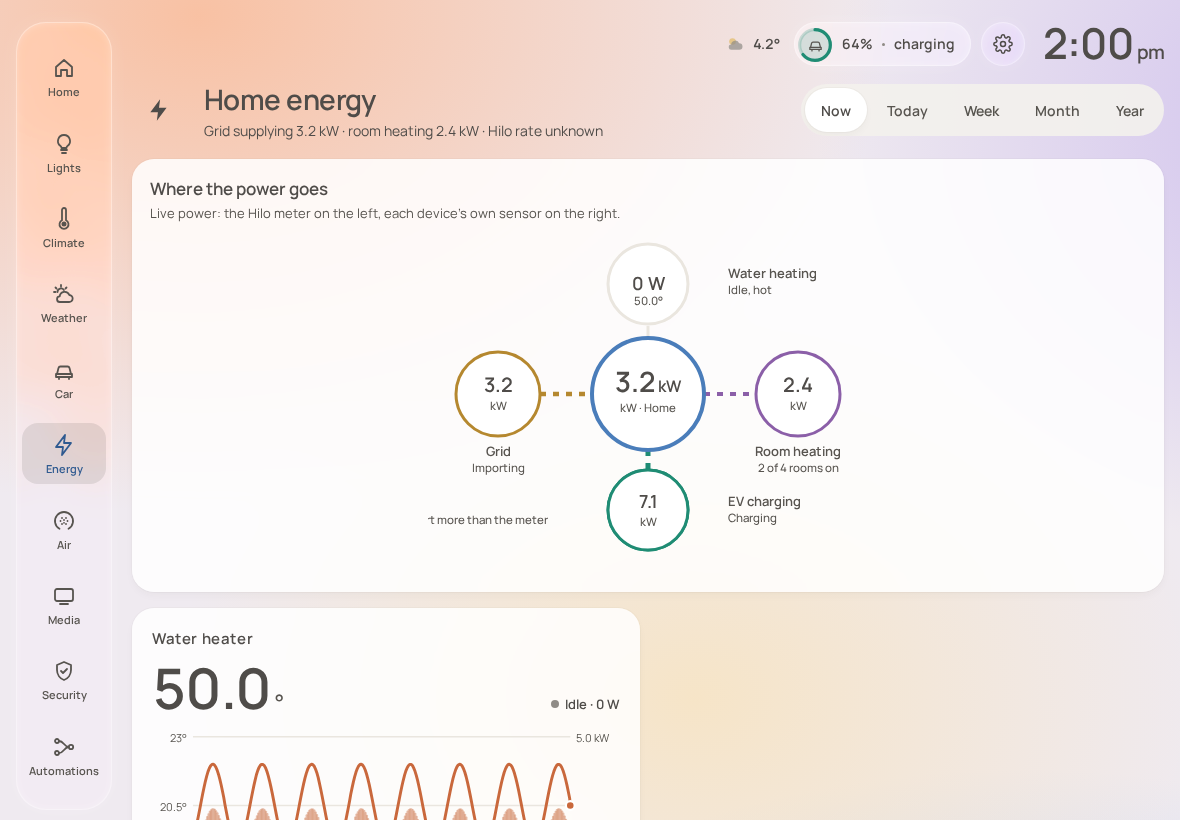 4.2°
64% · charging
2:00 pm
Home
Lights
Climate
Weather
Car
Energy
Air
Media
Security
Automations
Home energy
Grid supplying 3.2 kW · room heating 2.4 kW · Hilo rate unknown
Now Today Week Month Year
Where the power goes
Live power: the Hilo meter on the left, each device's own sensor on the right.
0 W
50.0°
Water heating
Idle, hot
3.2
kW
Grid
Importing
3.2 kW
kW · Home
2.4
kW
Room heating
2 of 4 rooms on
7.1
kW
EV charging
Charging
t more than the meter
Water heater
50.0°
Idle · 0 W
23°
5.0 kW
20.5°